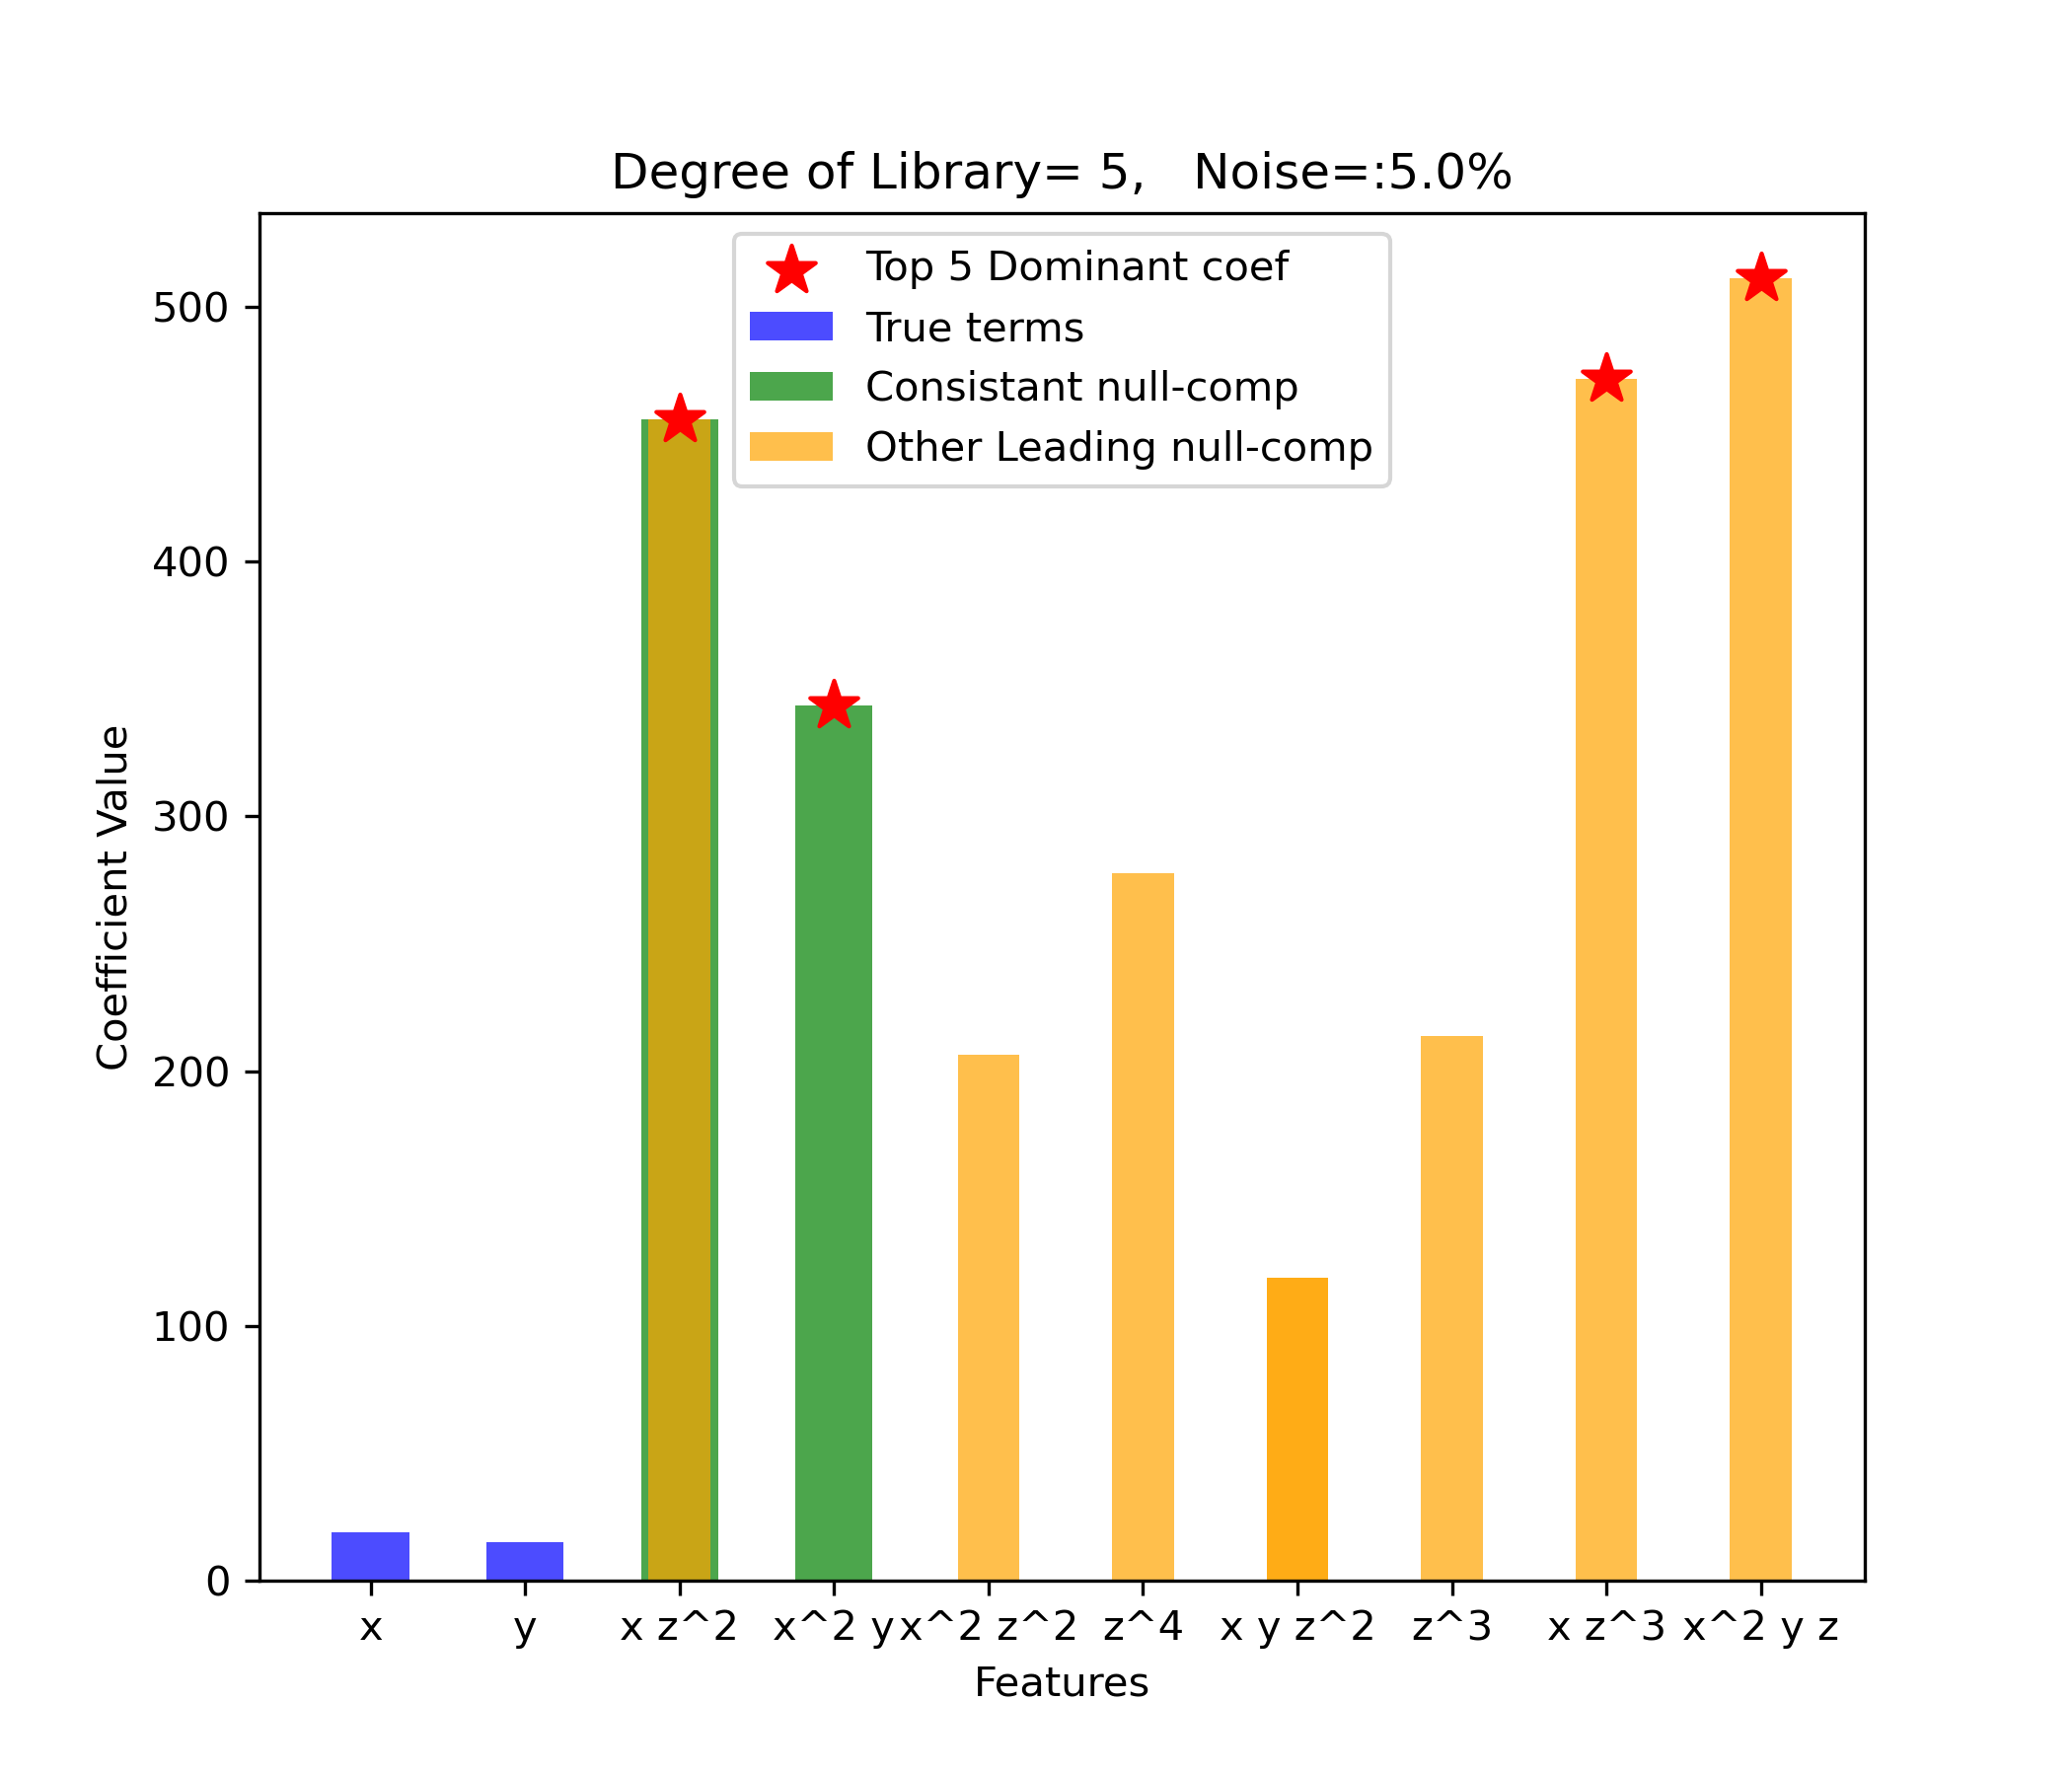 Degree of Library= 5,   Noise=:5.0%
Top 5 Dominant coef
True terms
Consistant null-comp
Other Leading null-comp
Coefficient Value
500
400
300
200
100
0
x y x z^2 x^2 y x^2 z^2 z^4 x y z^2 z^3 x z^3 x^2 y z
Features